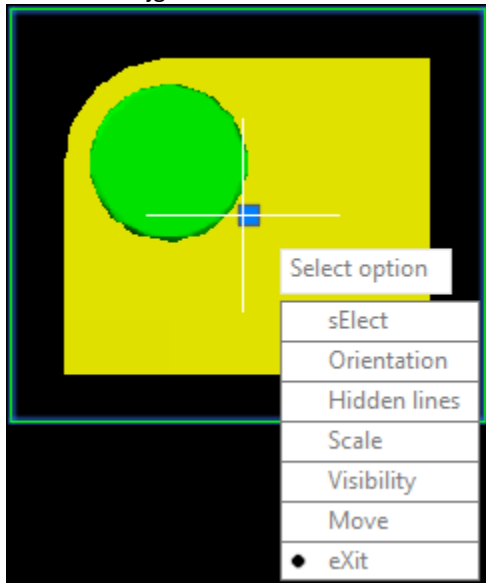 Select option
sElect
Orientation
Hidden lines
Scale
Visibility
Move
eXit